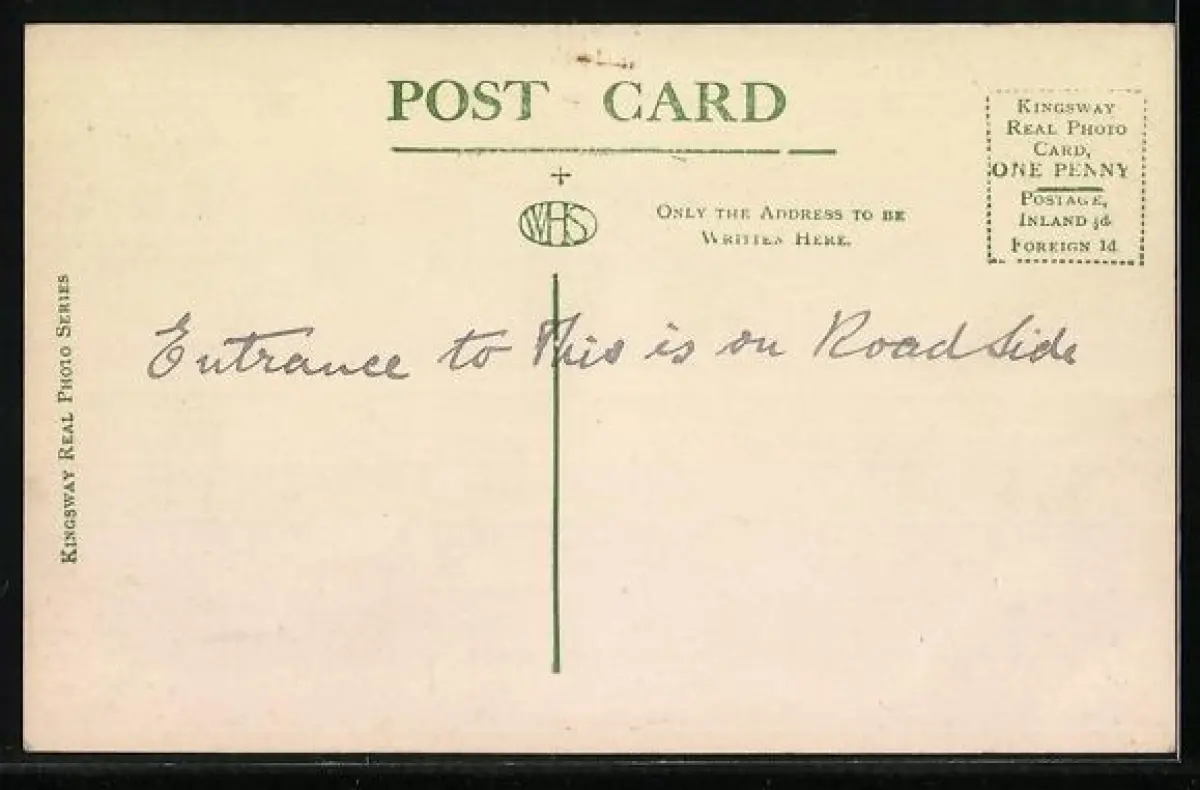 POST CARD
WHS
ONLY THE ADDRESS TO BE
WRITTEN HERE.
KINGSWAY
REAL PHOTO
CARD,
ONE PENNY
POSTAGE,
INLAND ½d
FOREIGN 1d
KINGSWAY REAL PHOTO SERIES
Entrance to This is on Road Side